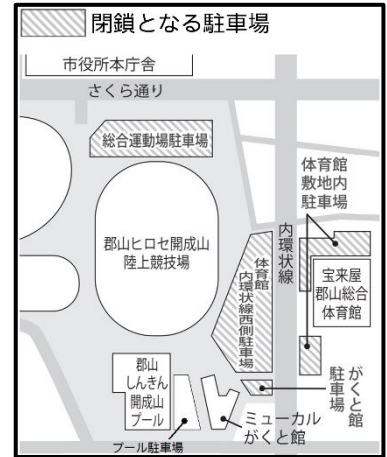 閉鎖となる駐車場
市役所本庁舎
さくら通り
総合運動場駐車場
体育館
敷地内
駐車場
郡山ヒロセ開成山
陸上競技場
内環状線
体育館
内環状線西側駐車場
宝来屋
郡山総合
体育館
郡山
しんきん
開成山
プール
がくと館
駐車場
ミューカル
がくと館
プール駐車場